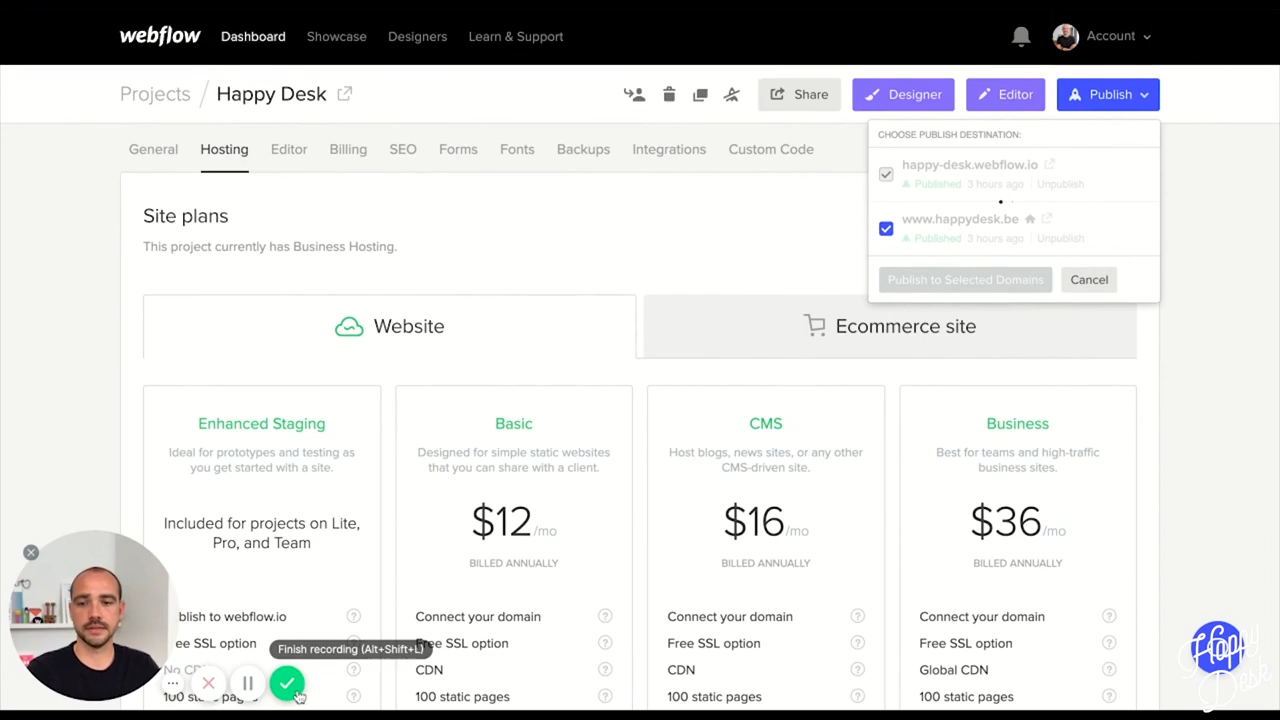 webflow Dashboard Showcase Designers Learn & Support Account
Projects / Happy Desk Share Designer Editor Publish
CHOOSE PUBLISH DESTINATION:
happy-desk.webflow.io
Published 3 hours ago | Unpublish
www.happydesk.be
Published 3 hours ago | Unpublish
Publish to Selected Domains Cancel
General Hosting Editor Billing SEO Forms Fonts Backups Integrations Custom Code
Site plans
This project currently has Business Hosting.
Website Ecommerce site
Enhanced Staging
Ideal for prototypes and testing as
you get started with a site.
Included for projects on Lite,
Pro, and Team
blish to webflow.io
ee SSL option
No CD
100 static pages
Basic
Designed for simple static websites
that you can share with a client.
$12/mo
BILLED ANNUALLY
Connect your domain
Free SSL option
CDN
100 static pages
CMS
Host blogs, news sites, or any other
CMS-driven site.
$16/mo
BILLED ANNUALLY
Connect your domain
Free SSL option
CDN
100 static pages
Business
Best for teams and high-traffic
business sites.
$36/mo
BILLED ANNUALLY
Connect your domain
Free SSL option
Global CDN
100 static pages
Finish recording (Alt+Shift+L)
Happy
Desk